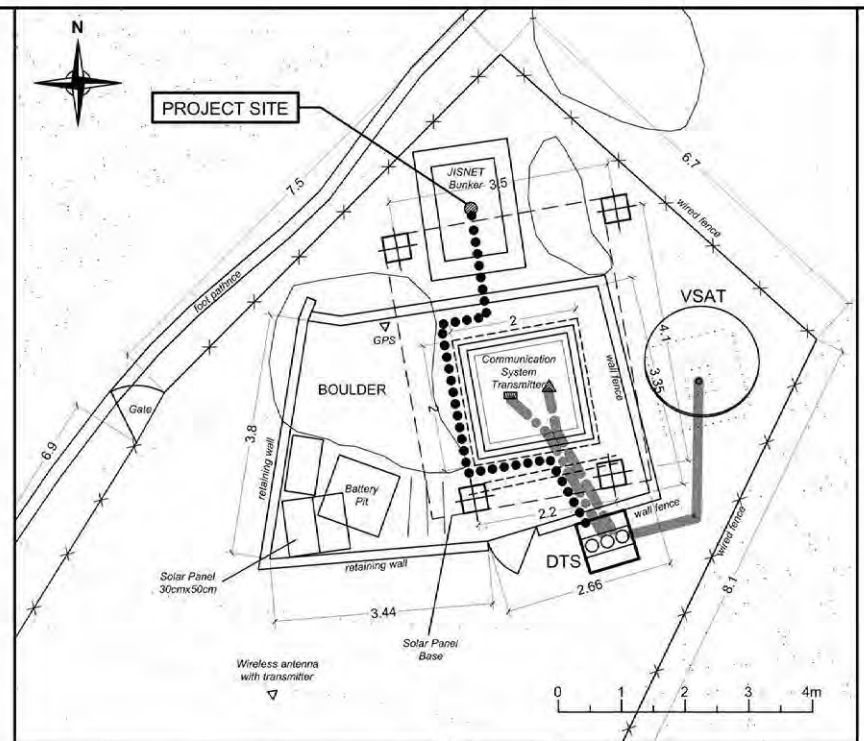 N
PROJECT SITE
JISNET
Bunker
3.5
7.5
6.7
wired fence
foot pathnce
VSAT
GPS
2
4.1
3.35
wall fence
Communication
System
Transmitter
BOULDER
2
Gate
6.9
3.8
retaining wall
Battery
Pit
2.2
wall fence
wired fence
DTS
retaining wall
Solar Panel
30cmx50cm
2.66
8.1
3.44
Solar Panel
Base
Wireless antenna
with transmitter
0 1 2 3 4m